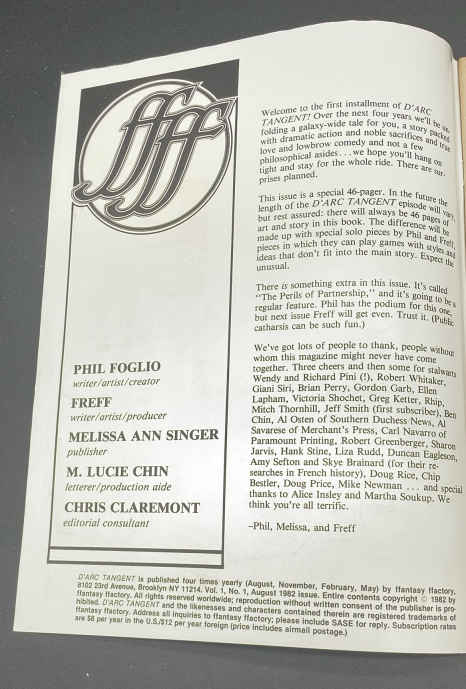 ffff
PHIL FOGLIO
writer/artist/creator
FREFF
writer/artist/producer
MELISSA ANN SINGER
publisher
M. LUCIE CHIN
letterer/production aide
CHRIS CLAREMONT
editorial consultant
Welcome to the first installment of D'ARC
TANGENT! Over the next four years we'll be un-
folding a galaxy-wide tale for you, a story packed
with dramatic action and noble sacrifices and true
love and lowbrow comedy and not a few
philosophical asides . . . we hope you'll hang on
tight and stay for the whole ride. There are sur-
prises planned.
This issue is a special 46-pager. In the future the
length of the D'ARC TANGENT episode will vary,
but rest assured: there will always be 46 pages of
art and story in this book. The difference will be
made up with special solo pieces by Phil and Freff,
pieces in which they can play games with styles and
ideas that don't fit into the main story. Expect the
unusual.
There is something extra in this issue. It's called
"The Perils of Partnership," and it's going to be a
regular feature. Phil has the podium for this one,
but next issue Freff will get even. Trust it. (Public
catharsis can be such fun.)
We've got lots of people to thank, people without
whom this magazine might never have come
together. Three cheers and then some for stalwarts
Wendy and Richard Pini (!), Robert Whitaker,
Giani Siri, Brian Perry, Gordon Garb, Ellen
Lapham, Victoria Shochet, Greg Ketter, Rhip,
Mitch Thornhill, Jeff Smith (first subscriber), Ben
Chin, Al Osten of Southern Duchess News, Al
Savarese of Merchant's Press, Carl Navarro of
Paramount Printing, Robert Greenberger, Sharon
Jarvis, Hank Stine, Liza Rudd, Duncan Eagleson,
Amy Sefton and Skye Brainard (for their re-
searches in French history), Doug Rice, Chip
Bestler, Doug Price, Mike Newman . . . and special
thanks to Alice Insley and Martha Soukup. We
think you're all terrific.
–Phil, Melissa, and Freff
D'ARC TANGENT is published four times yearly (August, November, February, May) by ffantasy ffactory,
8102 23rd Avenue, Brooklyn NY 11214. Vol. 1, No. 1, August 1982 issue. Entire contents copyright © 1982 by
ffantasy ffactory. All rights reserved worldwide; reproduction without written consent of the publisher is pro-
hibited. D'ARC TANGENT and the likenesses and characters contained therein are registered trademarks of
ffantasy ffactory. Address all inquiries to ffantasy ffactory; please include SASE for reply. Subscription rates
are $8 per year in the U.S./$12 per year foreign (price includes airmail postage.)